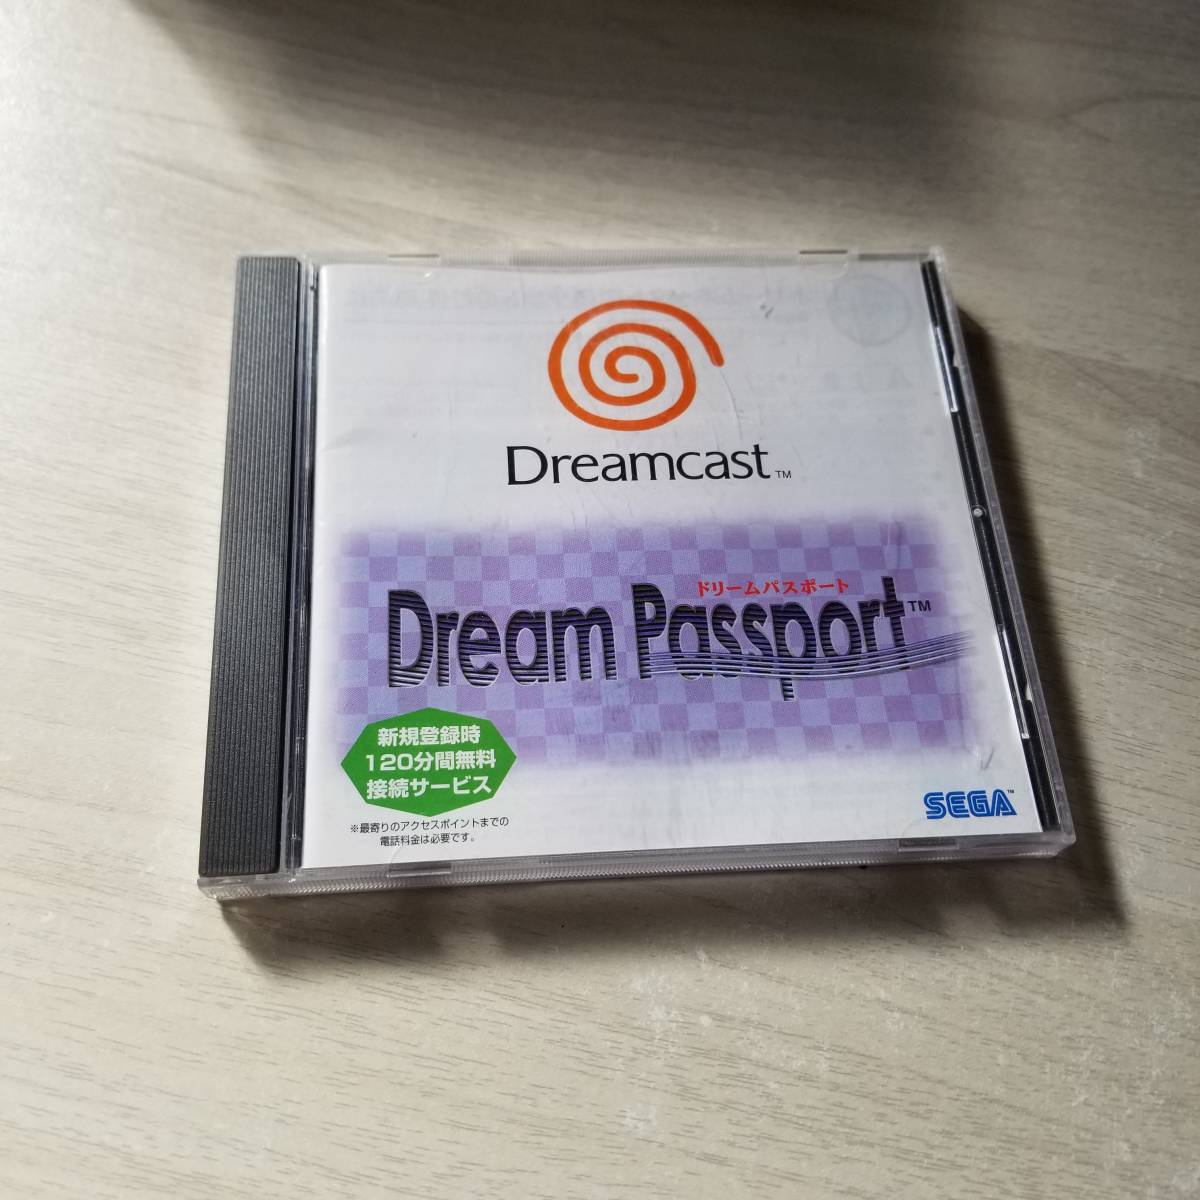 Dreamcast™
ドリームパスポート
Dream Passport™
新規登録時
120分間無料
接続サービス
※最寄りのアクセスポイントまでの
電話料金は必要です。
SEGA™